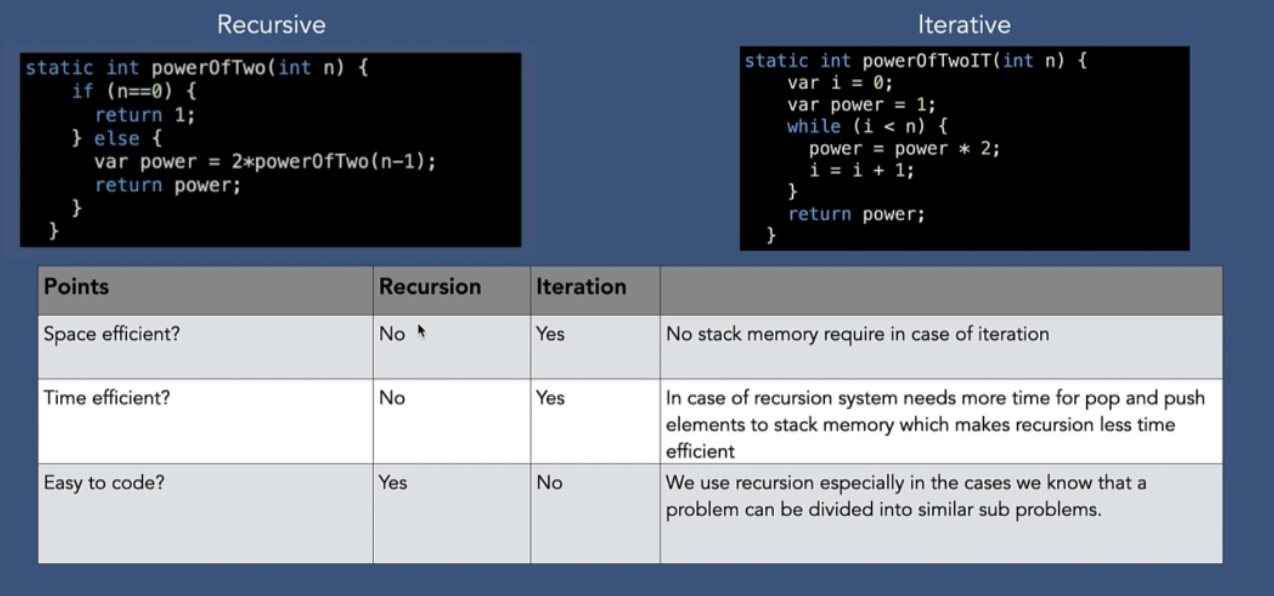 Recursive
static int powerOfTwo(int n) {
    if (n==0) {
      return 1;
    } else {
      var power = 2*powerOfTwo(n-1);
      return power;
    }
  }
Iterative
static int powerOfTwoIT(int n) {
    var i = 0;
    var power = 1;
    while (i < n) {
      power = power * 2;
      i = i + 1;
    }
    return power;
  }
Points Recursion Iteration
Space efficient? No Yes No stack memory require in case of iteration
Time efficient? No Yes In case of recursion system needs more time for pop and push
elements to stack memory which makes recursion less time
efficient
Easy to code? Yes No We use recursion especially in the cases we know that a
problem can be divided into similar sub problems.